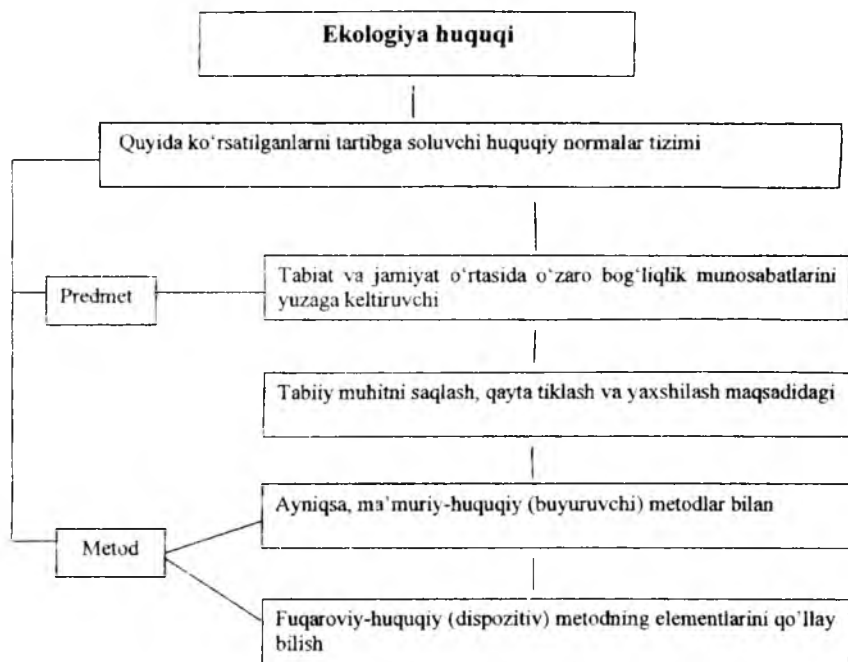 Ekologiya huquqi
Quyida ko‘rsatilganlarni tartibga soluvchi huquqiy normalar tizimi
Predmet
Tabiat va jamiyat o‘rtasida o‘zaro bog‘liqlik munosabatlarini
yuzaga keltiruvchi
Tabiiy muhitni saqlash, qayta tiklash va yaxshilash maqsadidagi
Metod
Ayniqsa, ma’muriy-huquqiy (buyuruvchi) metodlar bilan
Fuqaroviy-huquqiy (dispozitiv) metodning elementlarini qo’llay
bilish